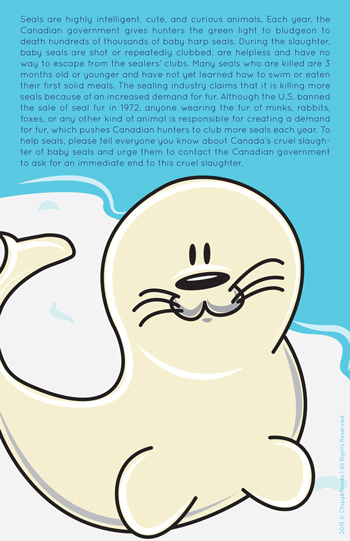 Seals are highly intelligent, cute, and curious animals. Each year, the
Canadian government gives hunters the green light to bludgeon to
death hundreds of thousands of baby harp seals. During the slaughter,
baby seals are shot or repeatedly clubbed, are helpless and have no
way to escape from the sealers' clubs. Many seals who are killed are 3
months old or younger and have not yet learned how to swim or eaten
their first solid meals. The sealing industry claims that it is killing more
seals because of an increased demand for fur. Although the U.S. banned
the sale of seal fur in 1972, anyone wearing the fur of minks, rabbits,
foxes, or any other kind of animal is responsible for creating a demand
for fur, which pushes Canadian hunters to club more seals each year. To
help seals, please tell everyone you know about Canada's cruel slaugh-
ter of baby seals and urge them to contact the Canadian government
to ask for an immediate end to this cruel slaughter.
2015 © Chipy&Panda | All Rights Reserved.